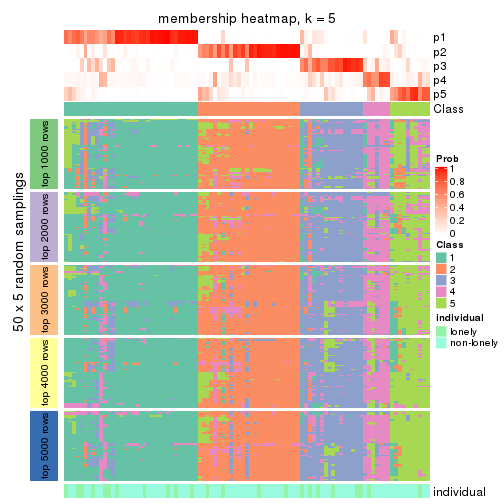 membership heatmap, k = 5
p1
p2
p3
p4
p5
Class
50 x 5 random samplings
top 1000 rows
top 2000 rows
top 3000 rows
top 4000 rows
top 5000 rows
Prob
1
0.8
0.6
0.4
0.2
0
Class
1
2
3
4
5
individual
lonely
non-lonely
individual